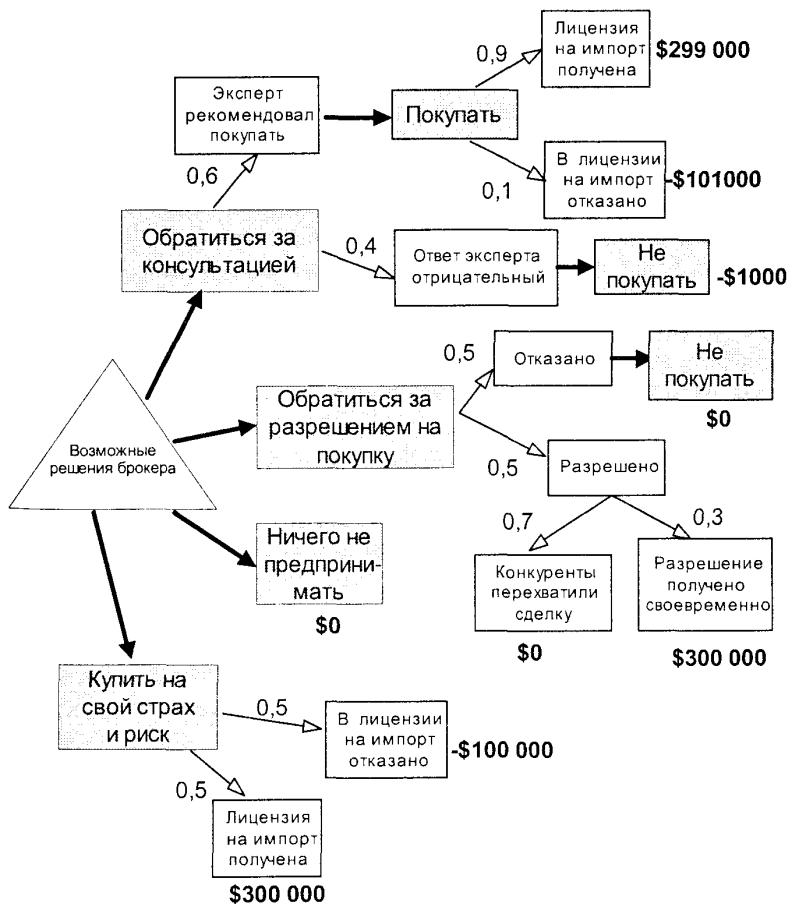 Лицензия
на импорт
получена
$299 000
0,9
Эксперт
рекомендовал
покупать
Покупать
0,1
В лицензии
на импорт
отказано
-$101000
0,6
Обратиться за
консультацией
0,4
Ответ эксперта
отрицательный
Не
покупать
-$1000
Возможные
решения брокера
Обратиться за
разрешением на
покупку
0,5
Отказано
Не
покупать
$0
0,5
Разрешено
0,7
0,3
Конкуренты
перехватили
сделку
$0
Разрешение
получено
своевременно
$300 000
Ничего не
предприни-
мать
$0
Купить на
свой страх
и риск
0,5
В лицензии
на импорт
отказано
-$100 000
0,5
Лицензия
на импорт
получена
$300 000